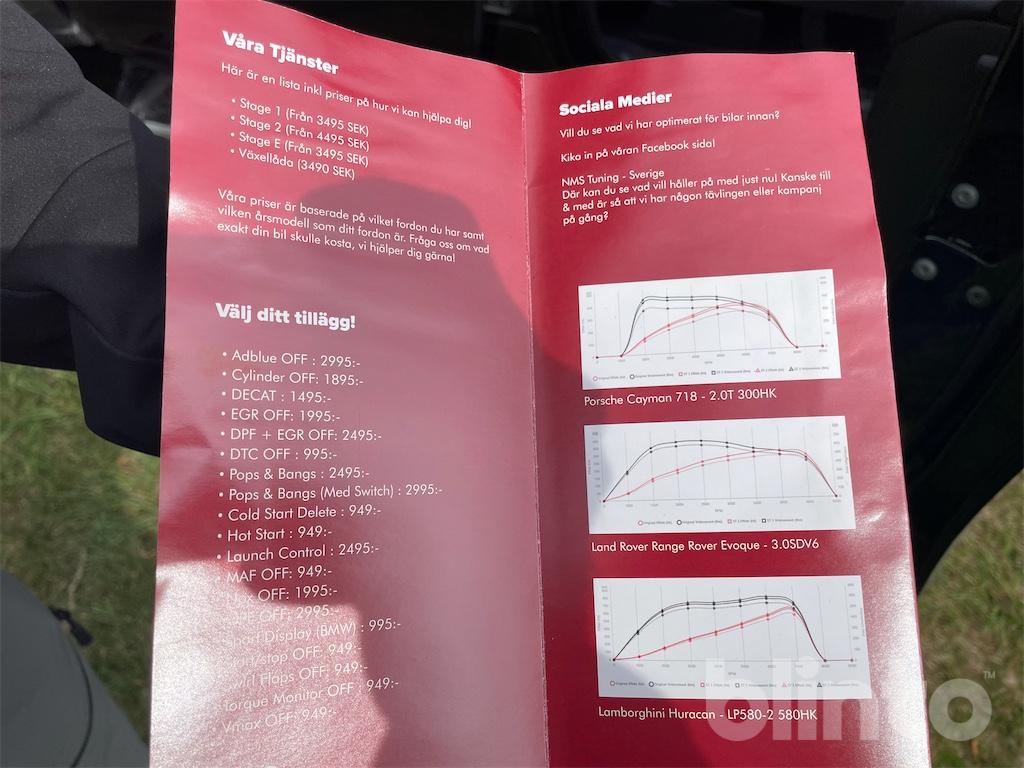 Våra Tjänster
Här är en lista inkl priser på hur vi kan hjälpa dig!
• Stage 1 (Från 3495 SEK)
• Stage 2 (Från 4495 SEK)
• Stage E (Från 3495 SEK)
• Växellåda (3490 SEK)
Våra priser är baserade på vilket fordon du har samt
vilken årsmodell som ditt fordon är. Fråga oss om vad
exakt din bil skulle kosta, vi hjälper dig gärna!
Välj ditt tillägg!
• Adblue OFF : 2995:-
• Cylinder OFF: 1895:-
• DECAT : 1495:-
• EGR OFF: 1995:-
• DPF + EGR OFF: 2495:-
• DTC OFF : 995:-
• Pops & Bangs : 2495:-
• Pops & Bangs (Med Switch) : 2995:-
• Cold Start Delete : 949:-
• Hot Start : 949:-
• Launch Control : 2495:-
• MAF OFF: 949:-
OFF: 1995:-
OFF: 2995:-
Display (BMW) : 995:-
OFF: 949:-
Flaps OFF: 949:-
Torque Monitor OFF : 949:-
Vmax OFF: 949:-
Sociala Medier
Vill du se vad vi har optimerat för bilar innan?
Kika in på våran Facebook sida!
NMS Tuning - Sverige
Där kan du se vad vill håller på med just nu! Kanske till
& med är så att vi har någon tävlingen eller kampanj
på gång?
Porsche Cayman 718 - 2.0T 300HK
Land Rover Range Rover Evoque - 3.0SDV6
Lamborghini Huracan - LP580-2 580HK
blinto™